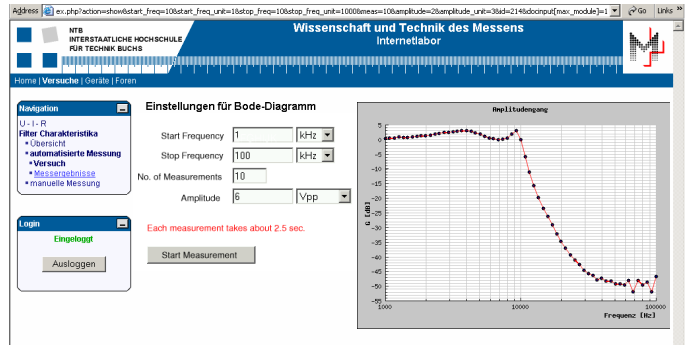 Address ex.php?action=show&start_freq=10&start_freq_unit=1&stop_freq=10&stop_freq_unit=1000&meas=10&amplitude=2&amplitude_unit=3&id=214&docinput[max_module]=1 Go Links »
NTB
INTERSTAATLICHE HOCHSCHULE
FÜR TECHNIK BUCHS
Wissenschaft und Technik des Messens
Internetlabor
Home | Versuche | Geräte | Foren
Navigation
U - I - R
Filter Charakteristika
Übersicht
automatisierte Messung
Versuch
Messergebnisse
manuelle Messung
Login
Eingeloggt
Ausloggen
Einstellungen für Bode-Diagramm
Start Frequency 1 kHz
Stop Frequency 100 kHz
No. of Measurements 10
Amplitude 6 Vpp
Each measurement takes about 2.5 sec.
Start Measurement
Amplitudengang
G [dB]
5
0
-5
-10
-15
-20
-25
-30
-35
-40
-45
-50
-55
1000 10000 100000
Frequenz [Hz]